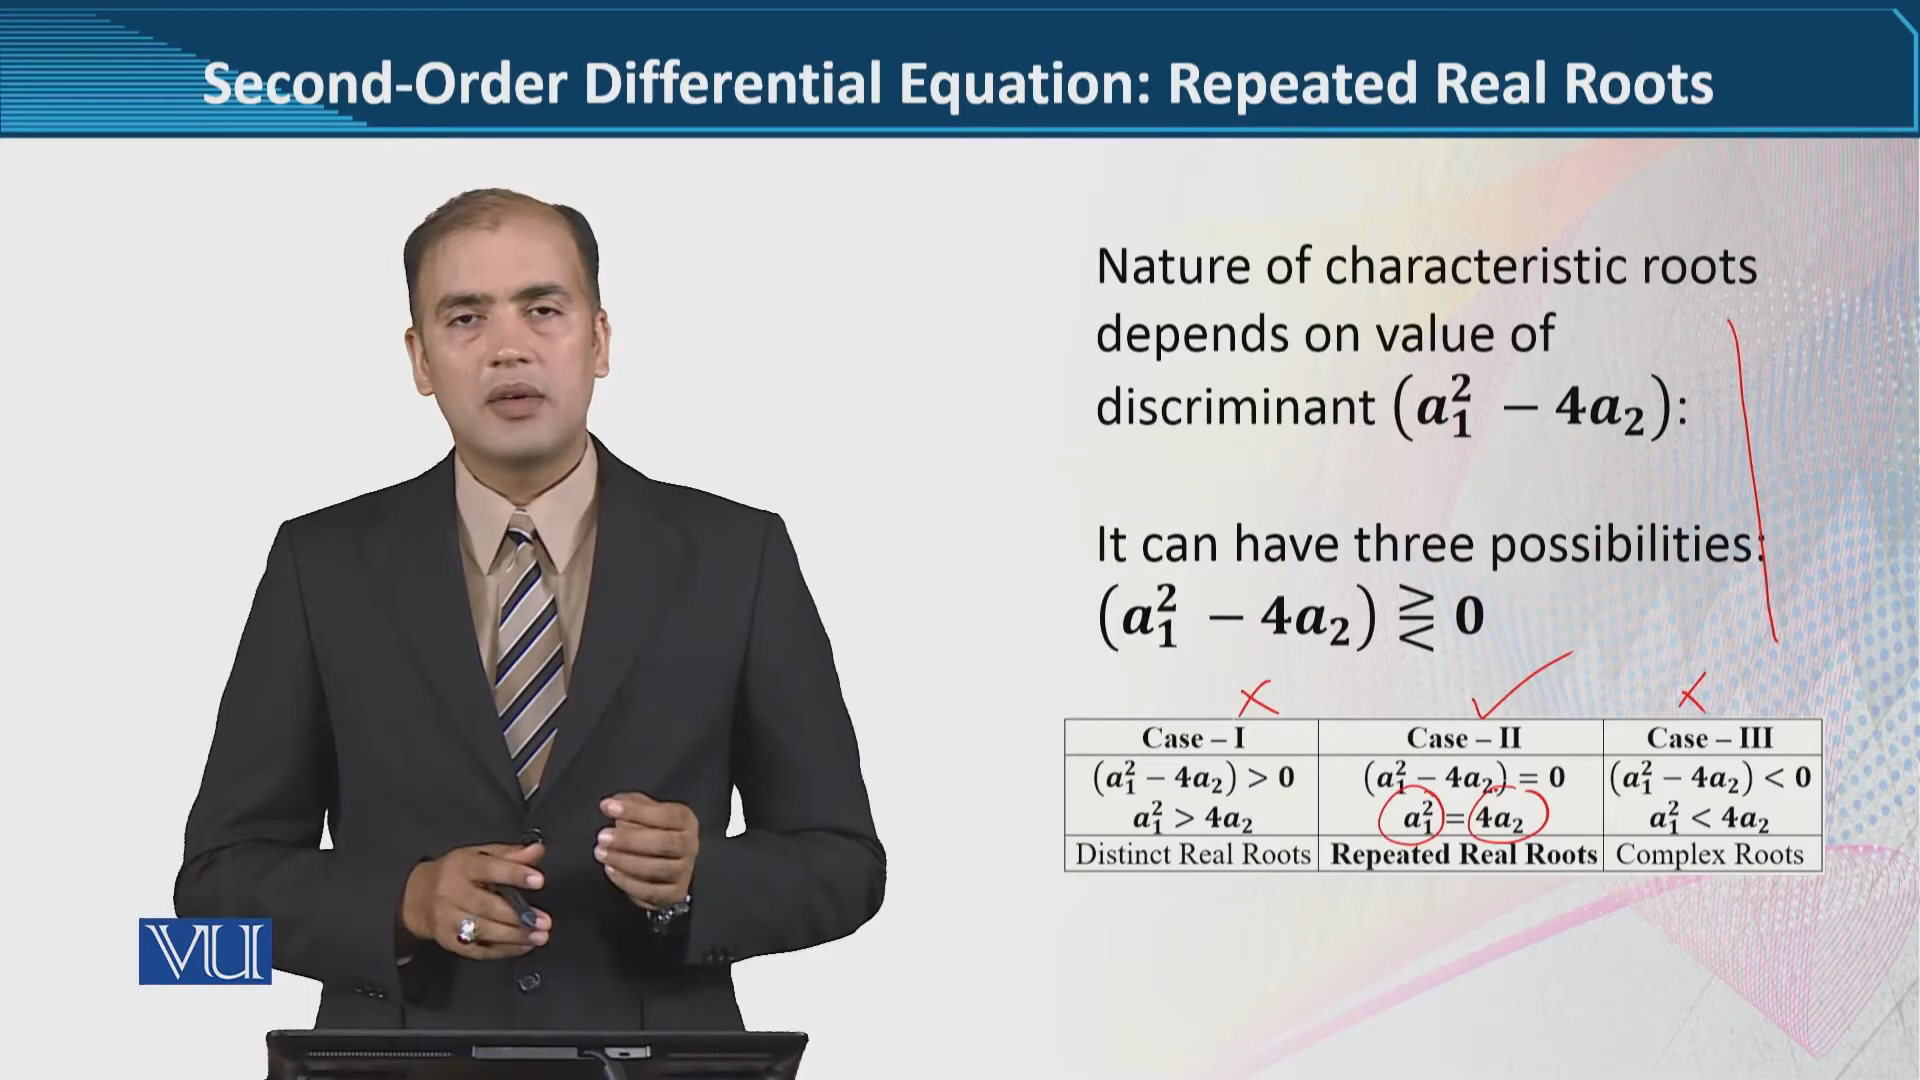 Second-Order Differential Equation: Repeated Real Roots
Nature of characteristic roots
depends on value of
discriminant (a₁² − 4a₂):
It can have three possibilities:
(a₁² − 4a₂) ⪌ 0
Case – I Case – II Case – III
(a₁² − 4a₂) > 0 (a₁² − 4a₂) = 0 (a₁² − 4a₂) < 0
a₁² > 4a₂ a₁² = 4a₂ a₁² < 4a₂
Distinct Real Roots Repeated Real Roots Complex Roots
VU